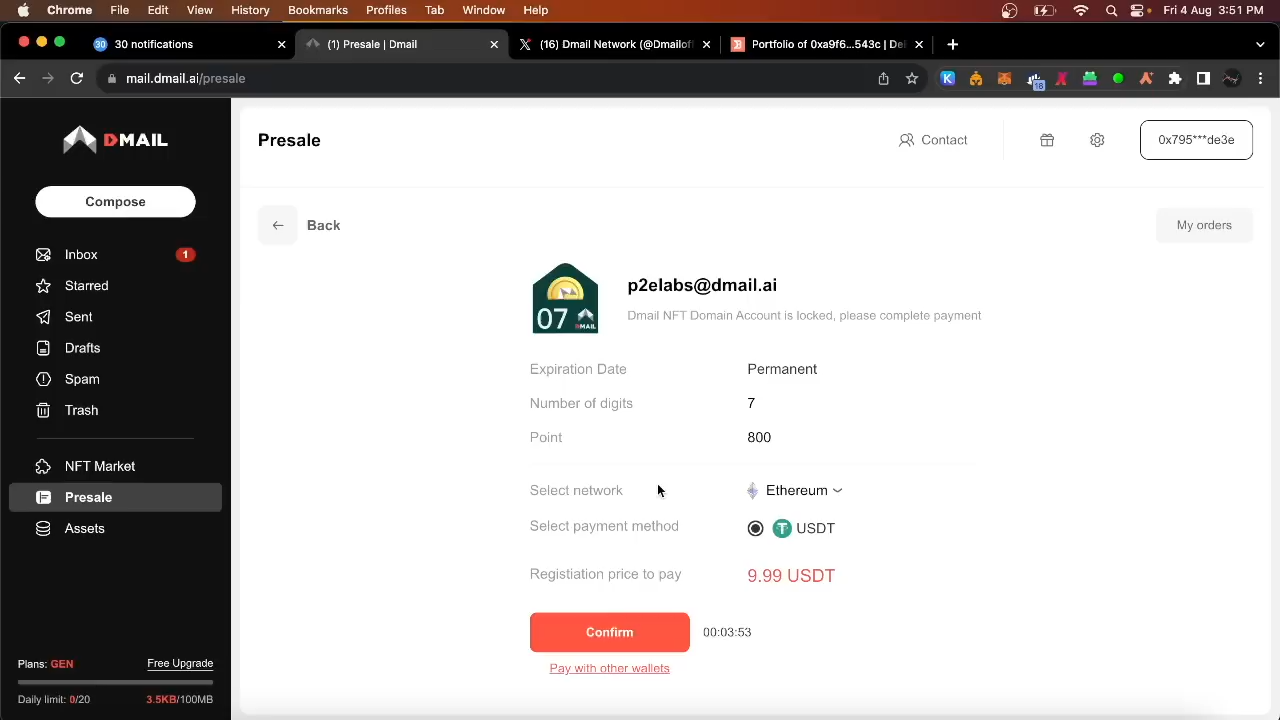 Chrome File Edit View History Bookmarks Profiles Tab Window Help Fri 4 Aug 3:51 PM
30 30 notifications
(1) Presale | Dmail
(16) Dmail Network (@Dmailof
Portfolio of 0xa9f6...543c | De
mail.dmail.ai/presale
18
DMAIL
Presale
Contact
0x795***de3e
Compose
Back
My orders
Inbox 1
Starred
Sent
Drafts
Spam
Trash
NFT Market
Presale
Assets
07 DMAIL
p2elabs@dmail.ai
Dmail NFT Domain Account is locked, please complete payment
Expiration Date Permanent
Number of digits 7
Point 800
Select network Ethereum
Select payment method USDT
Registiation price to pay 9.99 USDT
Confirm 00:03:53
Pay with other wallets
Plans: GEN Free Upgrade
Daily limit: 0/20 3.5KB/100MB